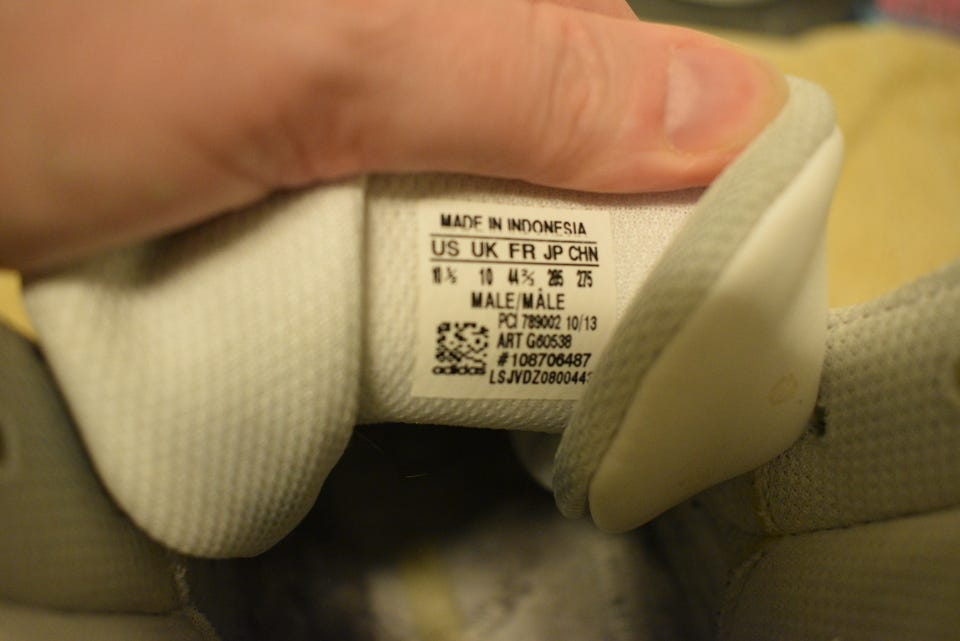 MADE IN INDONESIA
US UK FR JP CHN
10 ½ 10 44 ⅔ 285 275
MALE/MÂLE
PCI 789002 10/13
ART G60538
#108706487
adidas LSJVDZ0800443